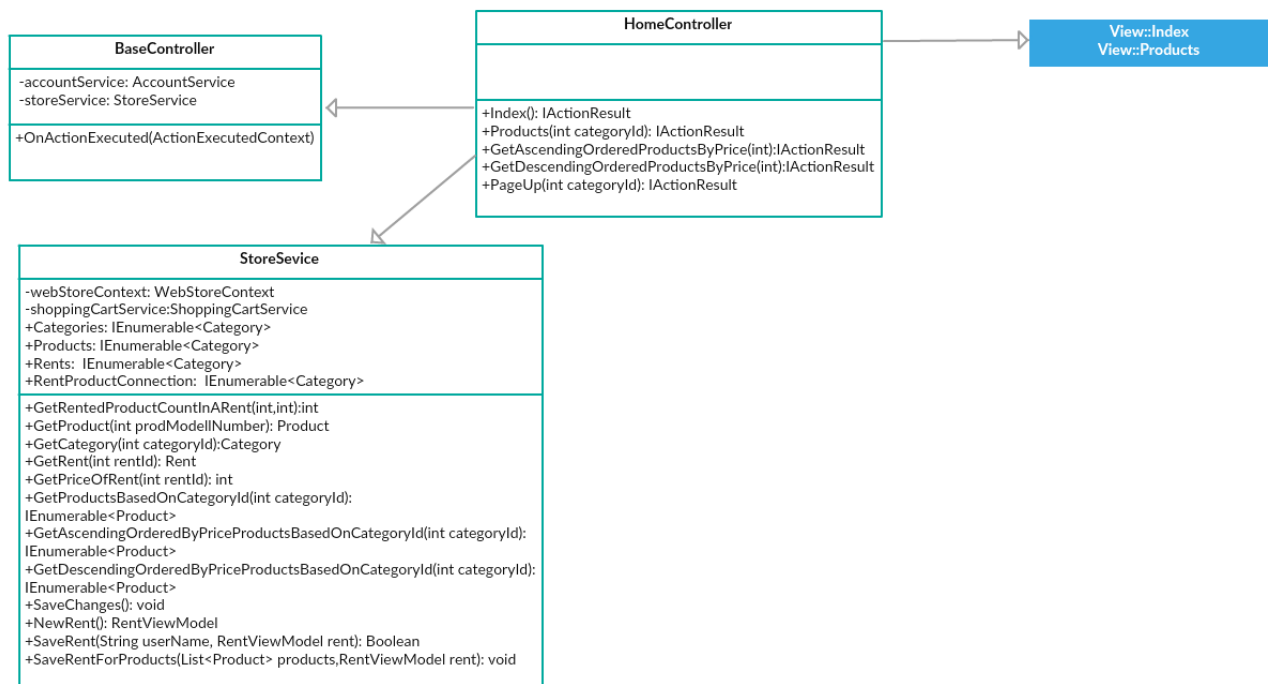 BaseController
-accountService: AccountService
-storeService: StoreService
+OnActionExecuted(ActionExecutedContext)
HomeController
+Index(): IActionResult
+Products(int categoryId): IActionResult
+GetAscendingOrderedProductsByPrice(int):IActionResult
+GetDescendingOrderedProductsByPrice(int):IActionResult
+PageUp(int categoryId): IActionResult
View::Index
View::Products
StoreSevice
-webStoreContext: WebStoreContext
-shoppingCartService:ShoppingCartService
+Categories: IEnumerable<Category>
+Products: IEnumerable<Category>
+Rents:  IEnumerable<Category>
+RentProductConnection:  IEnumerable<Category>
+GetRentedProductCountInARent(int,int):int
+GetProduct(int prodModellNumber): Product
+GetCategory(int categoryId):Category
+GetRent(int rentId): Rent
+GetPriceOfRent(int rentId): int
+GetProductsBasedOnCategoryId(int categoryId):
IEnumerable<Product>
+GetAscendingOrderedByPriceProductsBasedOnCategoryId(int categoryId):
IEnumerable<Product>
+GetDescendingOrderedByPriceProductsBasedOnCategoryId(int categoryId):
IEnumerable<Product>
+SaveChanges(): void
+NewRent(): RentViewModel
+SaveRent(String userName, RentViewModel rent): Boolean
+SaveRentForProducts(List<Product> products,RentViewModel rent): void